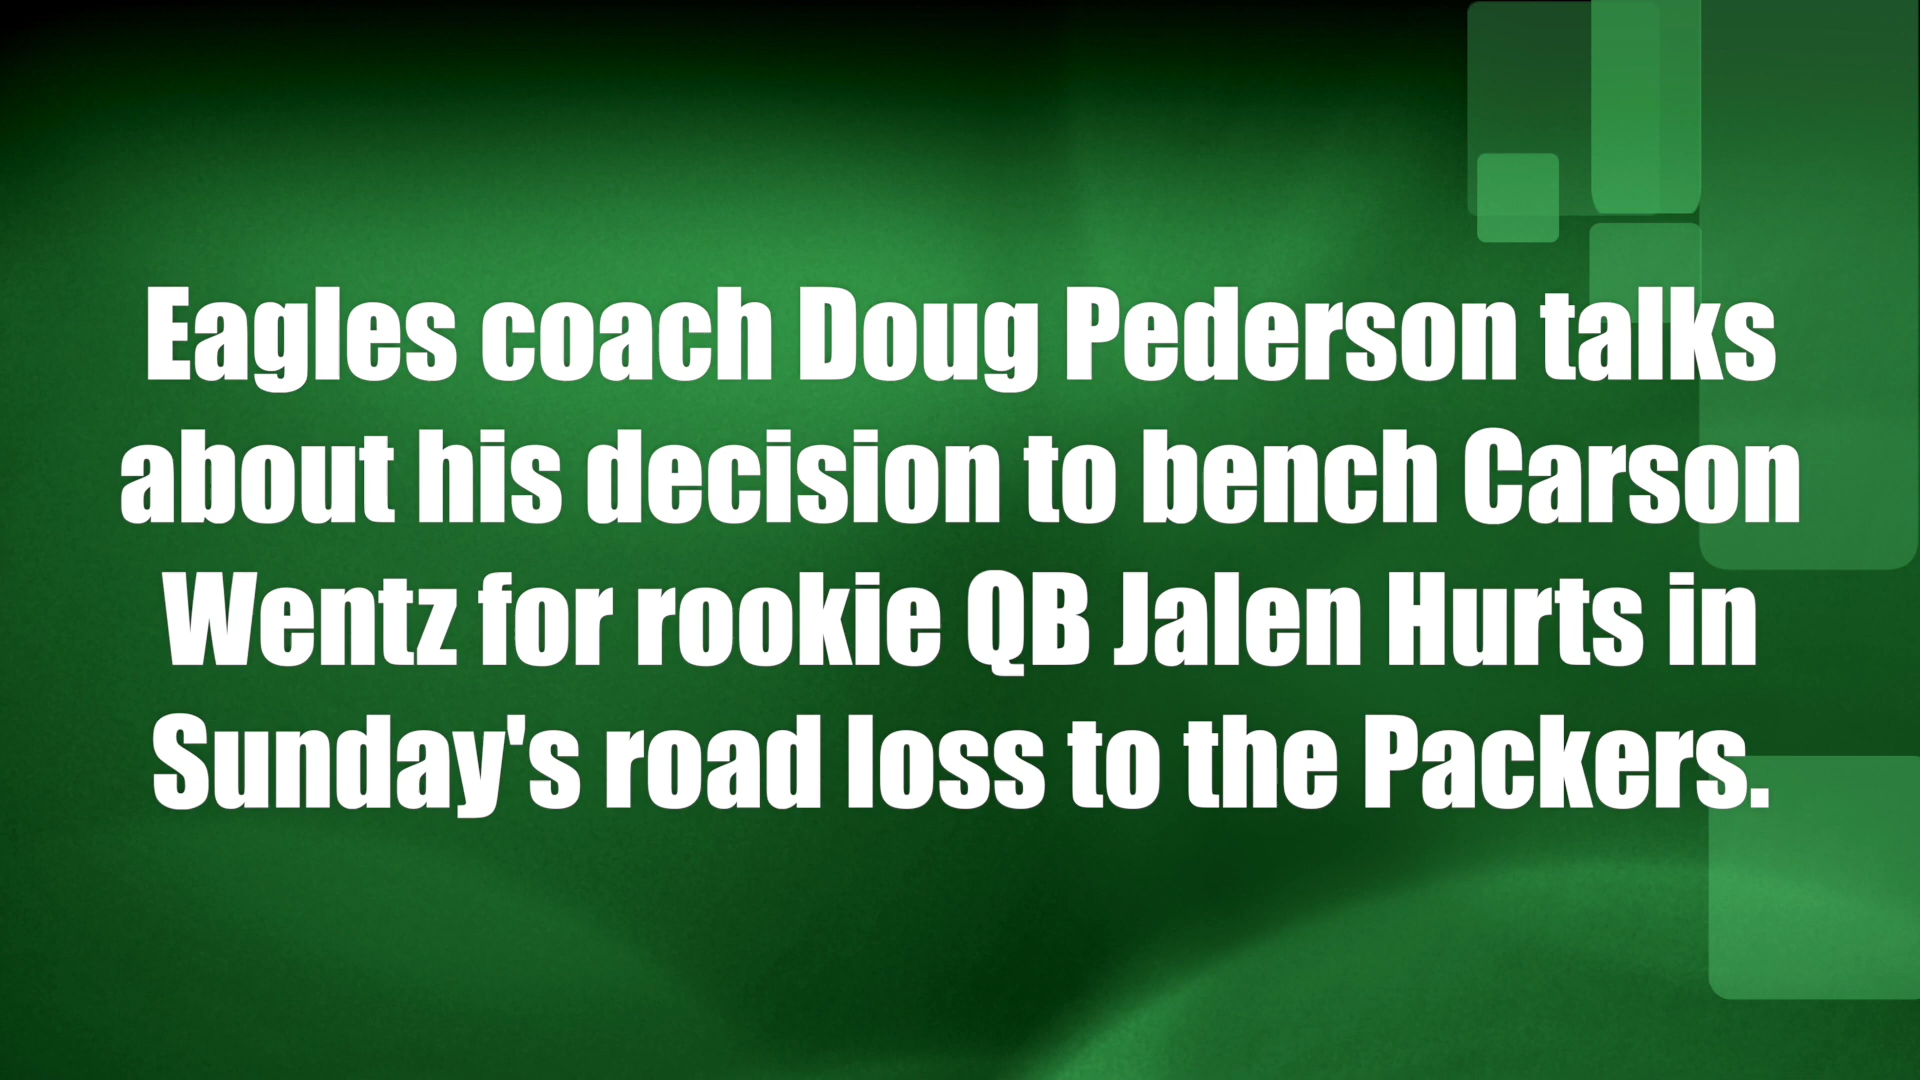 Eagles coach Doug Pederson talks
about his decision to bench Carson
Wentz for rookie QB Jalen Hurts in
Sunday's road loss to the Packers.